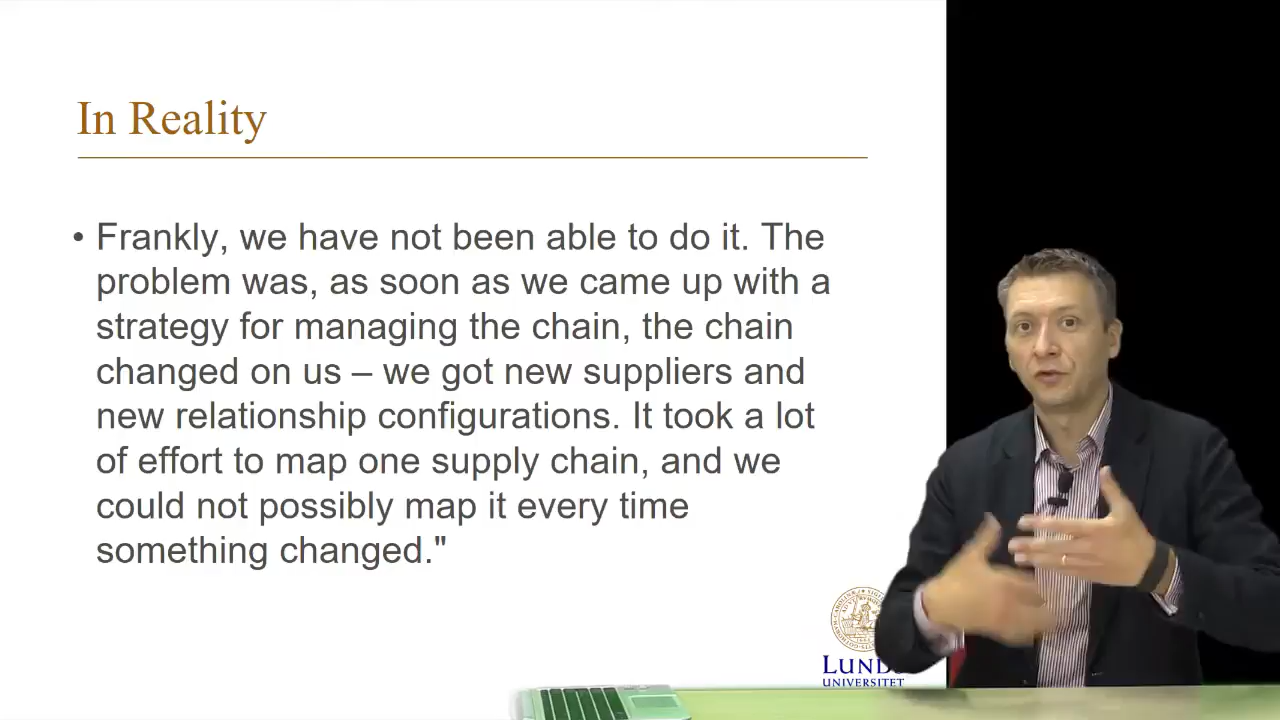 In Reality
• Frankly, we have not been able to do it. The
problem was, as soon as we came up with a
strategy for managing the chain, the chain
changed on us – we got new suppliers and
new relationship configurations. It took a lot
of effort to map one supply chain, and we
could not possibly map it every time
something changed."
UNIVERSITET